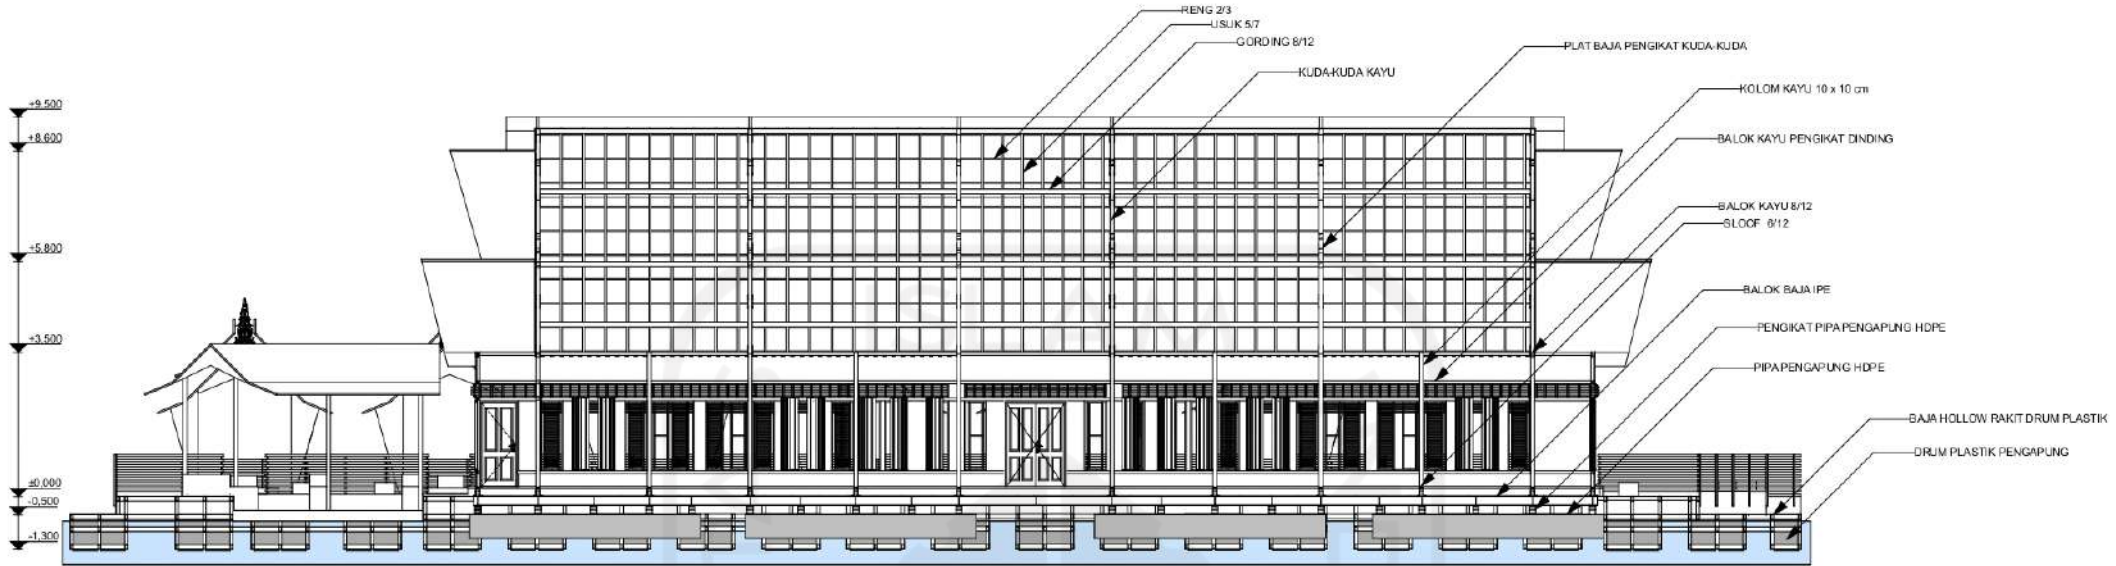 RENG 2/3
USUK 5/7
GORDING 8/12
KUDA-KUDA KAYU
PLAT BAJA PENGIKAT KUDA-KUDA
KOLOM KAYU 10 x 10 cm
BALOK KAYU PENGIKAT DINDING
BALOK KAYU 8/12
SLOOF 6/12
BALOK BAJA IPE
PENGIKAT PIPA PENGAPUNG HDPE
PIPA PENGAPUNG HDPE
BAJA HOLLOW RAKIT DRUM PLASTIK
DRUM PLASTIK PENGAPUNG
+9.500
+8.600
+5.800
+3.500
±0.000
-0.500
-1.300
ISLAM